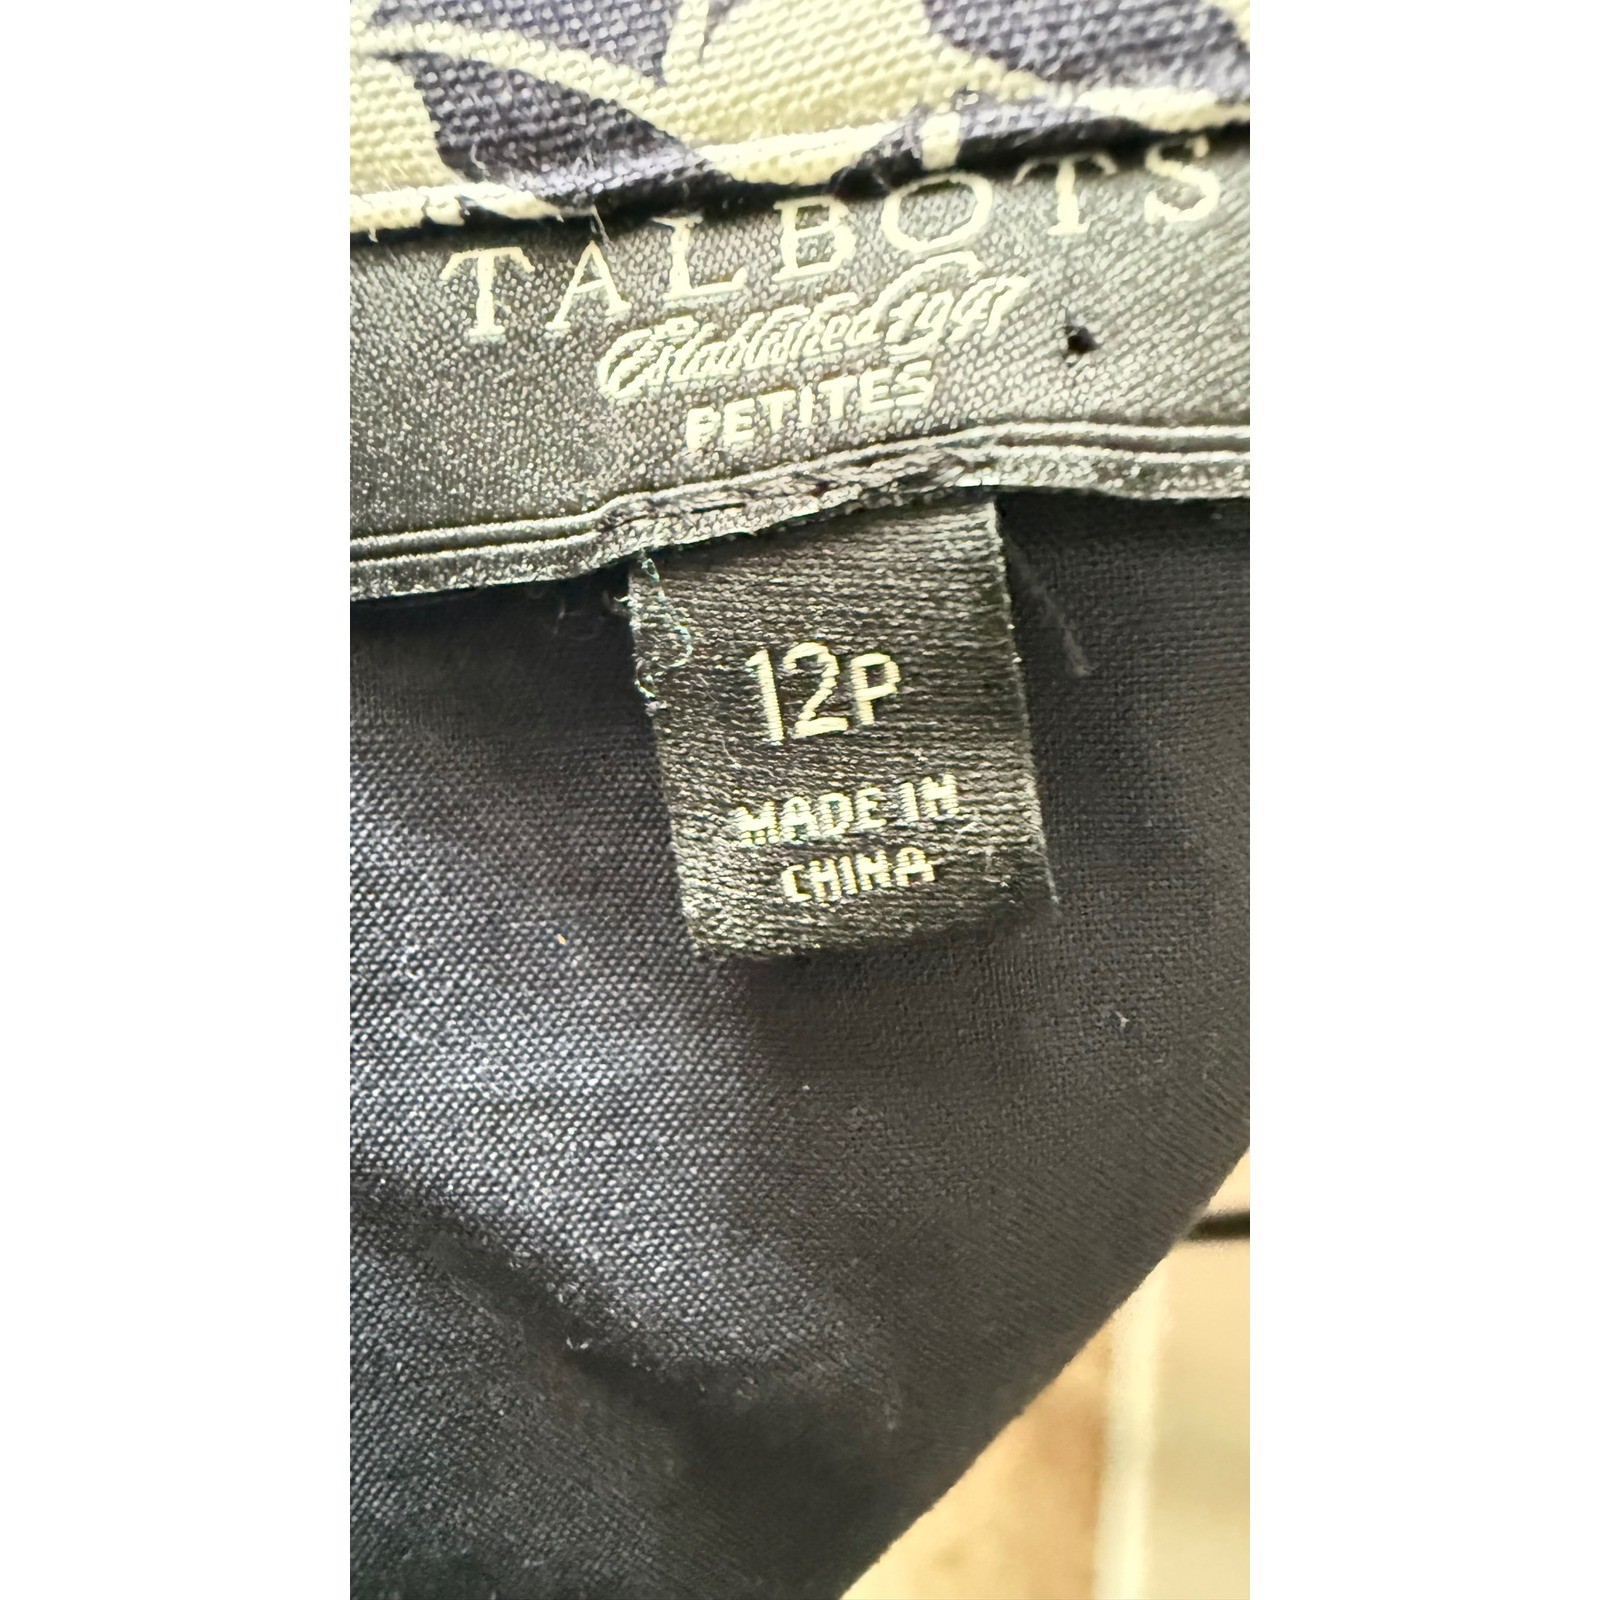 TALBOTS
Established 1947
PETITES
12P
MADE IN
CHINA